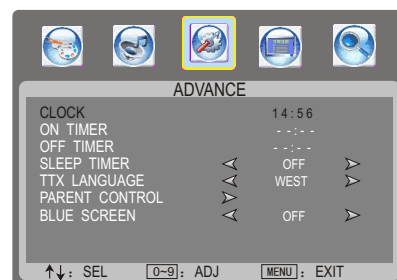 ADVANCE
CLOCK 14:56
ON TIMER --:--
OFF TIMER --:--
SLEEP TIMER OFF
TTX LANGUAGE WEST
PARENT CONTROL
BLUE SCREEN OFF
↑↓: SEL 0~9: ADJ MENU: EXIT